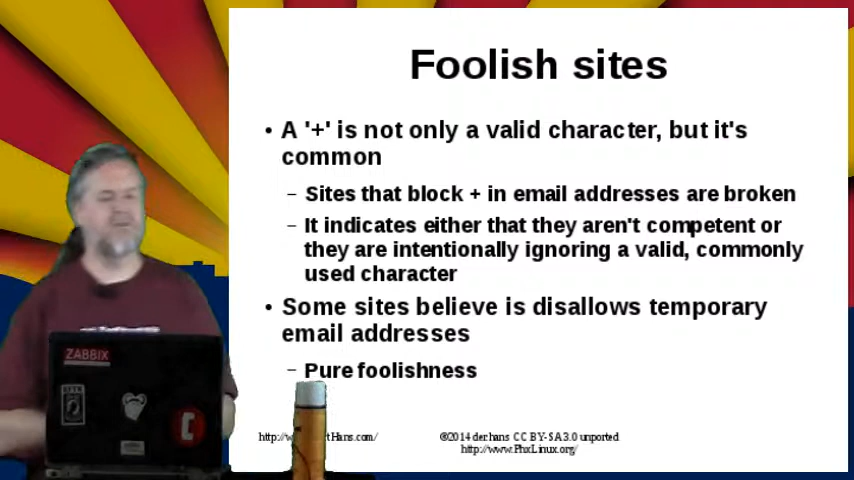 Foolish sites
• A '+' is not only a valid character, but it's
common
– Sites that block + in email addresses are broken
– It indicates either that they aren't competent or
they are intentionally ignoring a valid, commonly
used character
• Some sites believe is disallows temporary
email addresses
– Pure foolishness
ZABBIX
©2014 der.hans CC BY-SA 3.0 unported
http://www.PhxLinux.org/